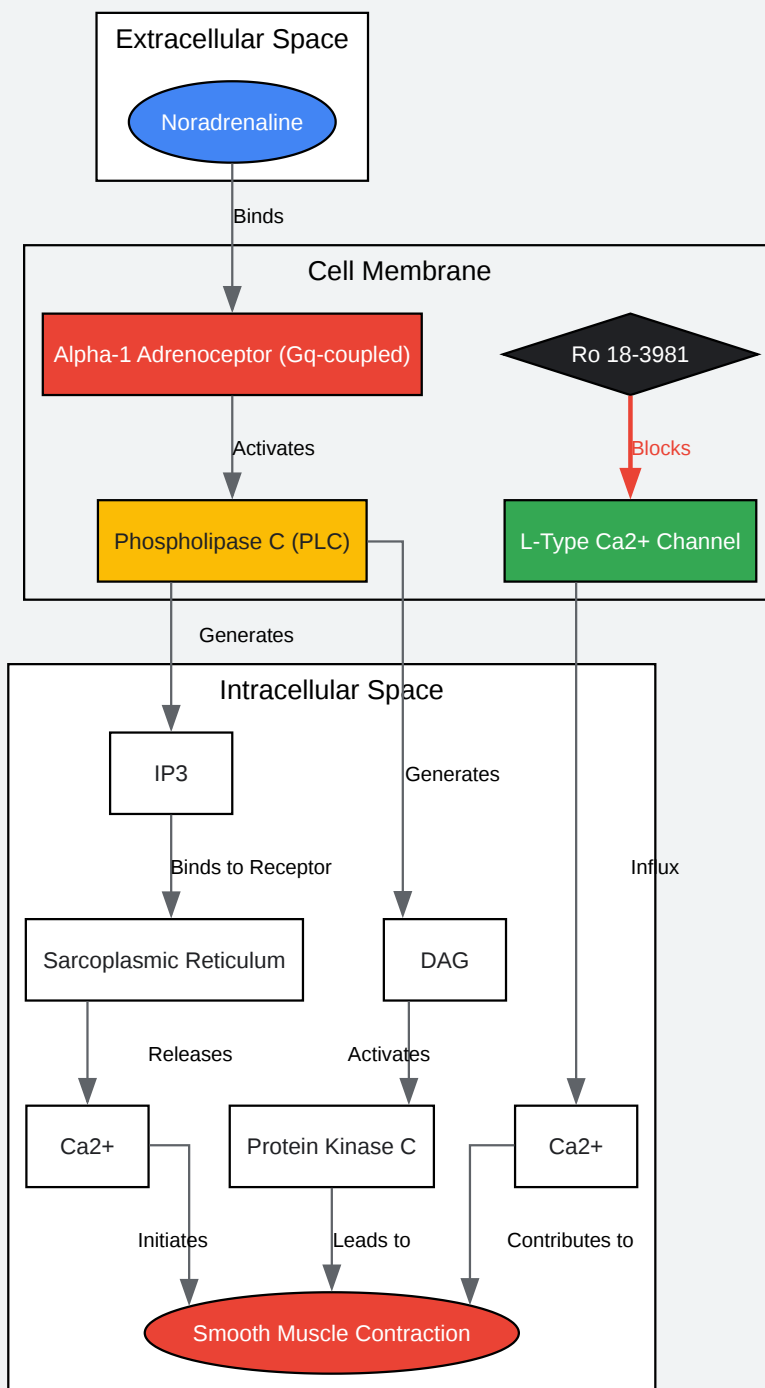 Extracellular Space
Noradrenaline
Binds
Cell Membrane
Alpha-1 Adrenoceptor (Gq-coupled)
Ro 18-3981
Activates
Blocks
Phospholipase C (PLC)
L-Type Ca2+ Channel
Generates
Intracellular Space
IP3
Generates
Binds to Receptor
Influx
Sarcoplasmic Reticulum
DAG
Releases
Activates
Ca2+
Protein Kinase C
Ca2+
Initiates
Leads to
Contributes to
Smooth Muscle Contraction